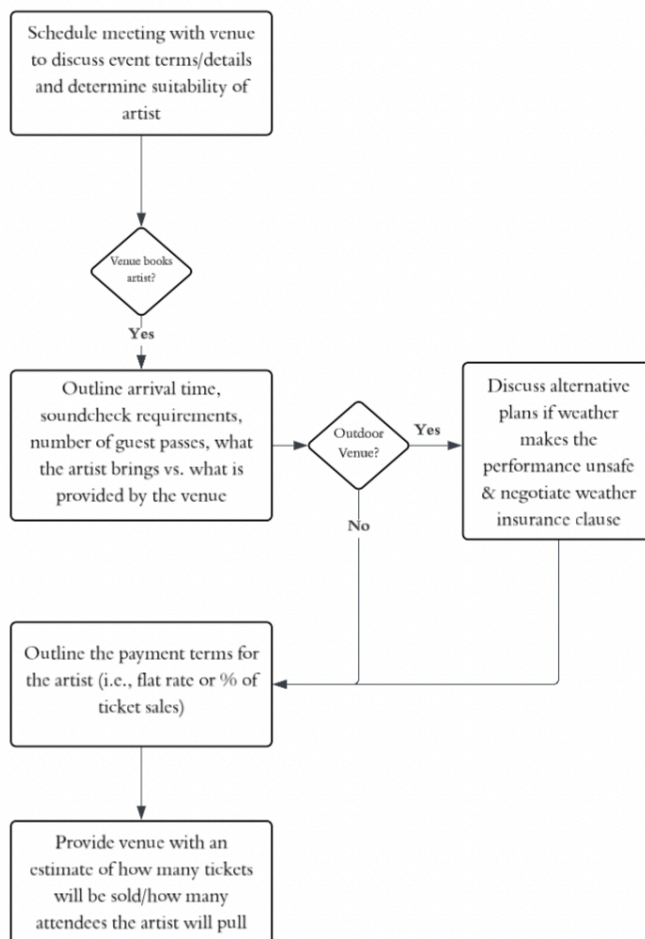 Schedule meeting with venue
to discuss event terms/details
and determine suitability of
artist
Venue books
artist?
Yes
Outline arrival time,
soundcheck requirements,
number of guest passes, what
the artist brings vs. what is
provided by the venue
Outdoor
Venue?
Yes
Discuss alternative
plans if weather
makes the
performance unsafe
& negotiate weather
insurance clause
No
Outline the payment terms for
the artist (i.e., flat rate or % of
ticket sales)
Provide venue with an
estimate of how many tickets
will be sold/how many
attendees the artist will pull